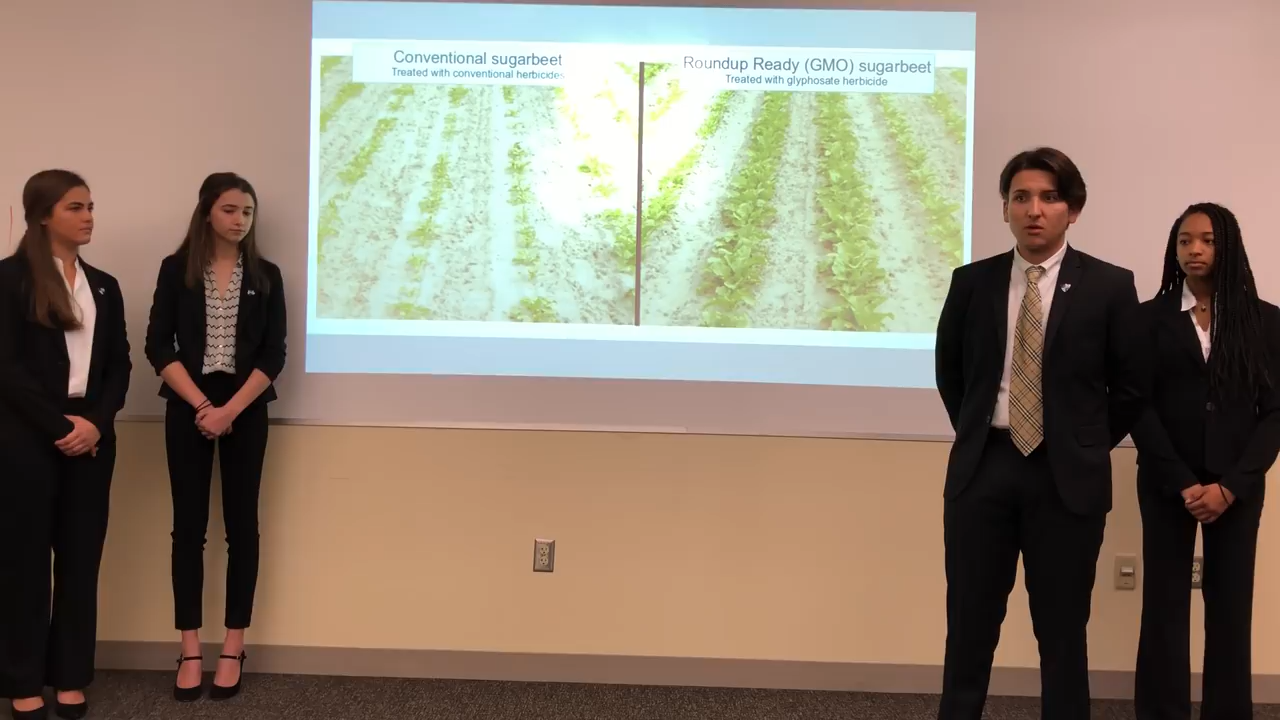 Conventional sugarbeet
Treated with conventional herbicides
Roundup Ready (GMO) sugarbeet
Treated with glyphosate herbicide